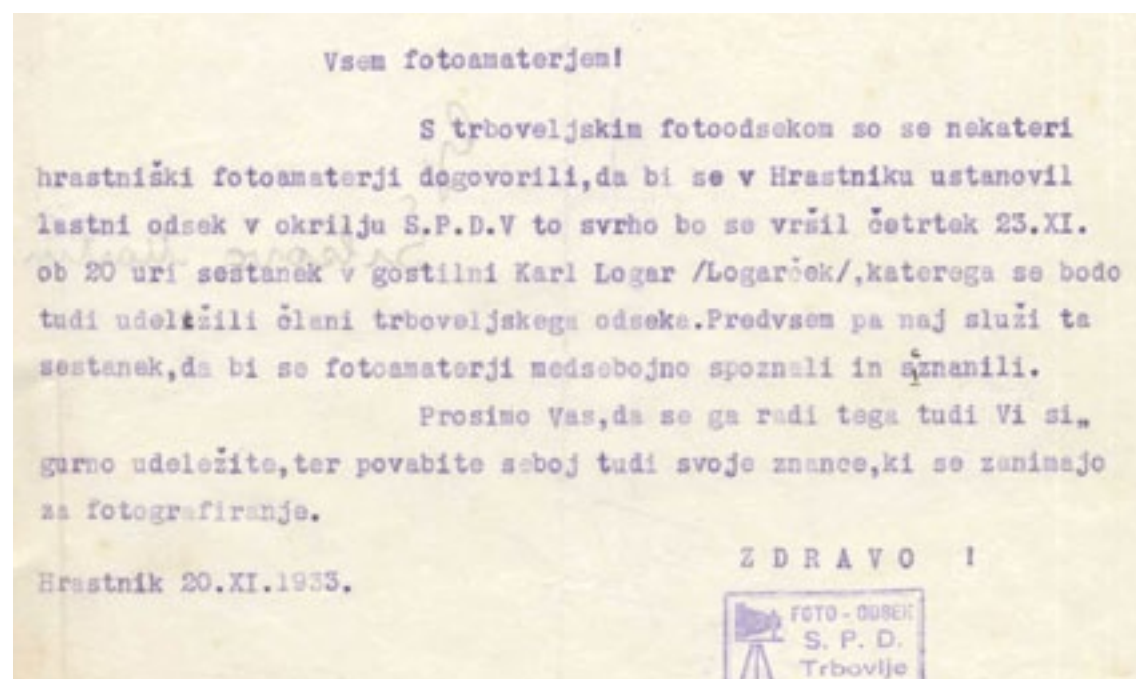 Vsem fotoamaterjem!
S trboveljskim fotoodsekom so se nekateri
hrastniški fotoamaterji dogovorili,da bi se v Hrastniku ustanovil
lastni odsek v okrilju S.P.D.V to svrho bo se vršil četrtek 23.XI.
ob 20 uri sestanek v gostilni Karl Logar /Logarček/,katerega se bodo
tudi udeležili člani trboveljskega odseka.Predvsem pa naj služi ta
sestanek,da bi se fotoamaterji medsebojno spoznali in
Prosimo Vas,da se ga radi tega tudi Vi si„
gurno udeležite,ter povabite seboj tudi svoje znance,ki se zanimajo
za fotografiranje.
Z D R A V O !
Hrastnik 20.XI.1933.
FOTO - ODSEK
S. P. D.
Trbovlje